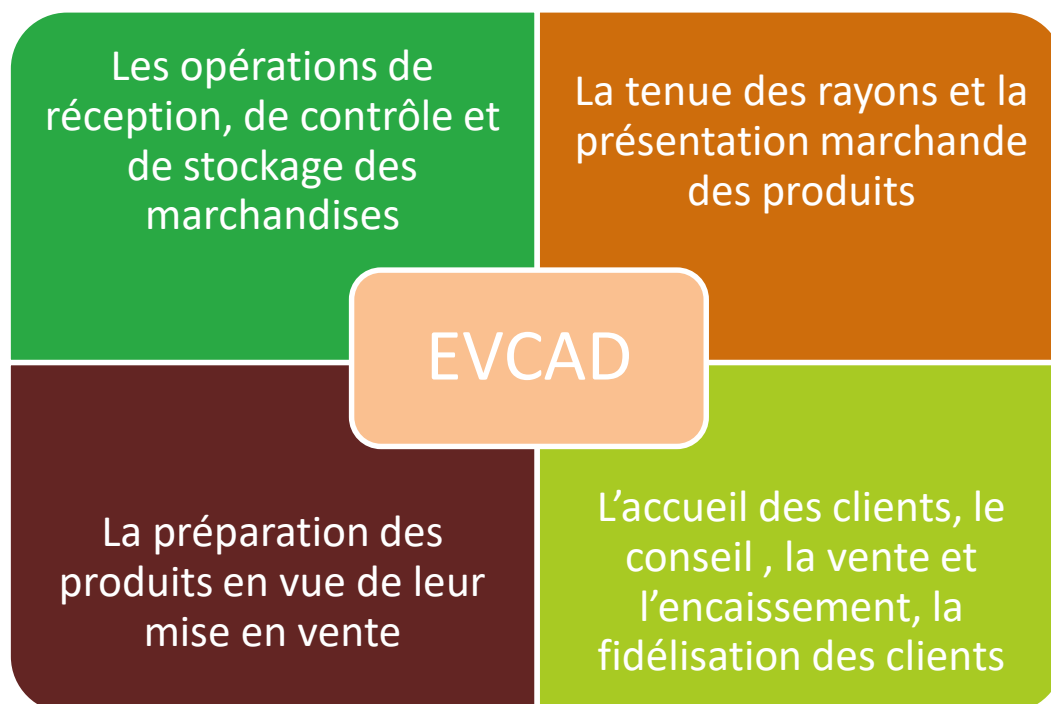 Les opérations de
réception, de contrôle et
de stockage des
marchandises
La tenue des rayons et la
présentation marchande
des produits
EVCAD
La préparation des
produits en vue de leur
mise en vente
L’accueil des clients, le
conseil , la vente et
l’encaissement, la
fidélisation des clients